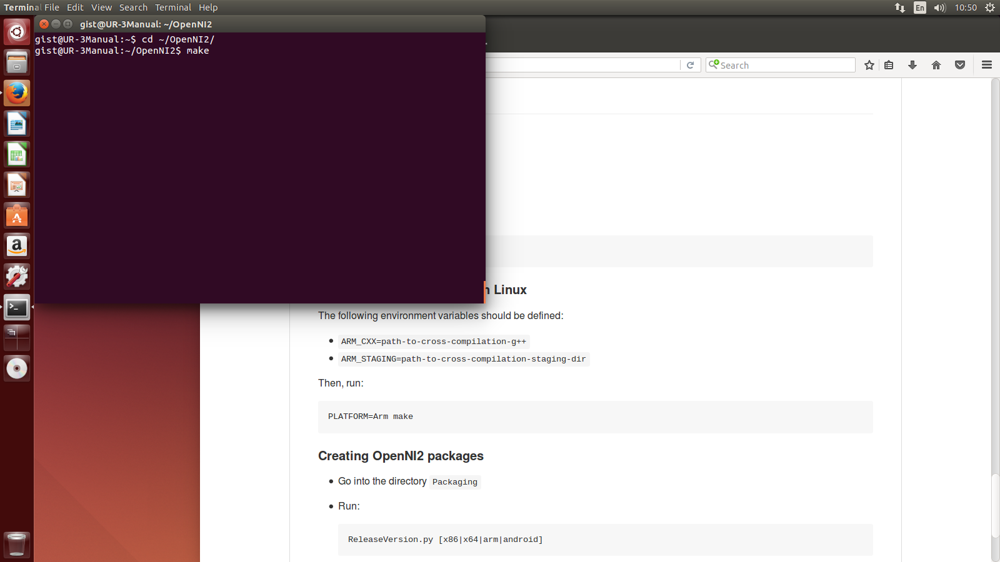 Terminal File Edit View Search Terminal Help
En 10:50
gist@UR-3Manual: ~/OpenNI2
gist@UR-3Manual:~$ cd ~/OpenNI2/
gist@UR-3Manual:~/OpenNI2$ make
Search
n Linux
The following environment variables should be defined:
ARM_CXX=path-to-cross-compilation-g++
ARM_STAGING=path-to-cross-compilation-staging-dir
Then, run:
PLATFORM=Arm make
Creating OpenNI2 packages
Go into the directory Packaging
Run:
ReleaseVersion.py [x86|x64|arm|android]